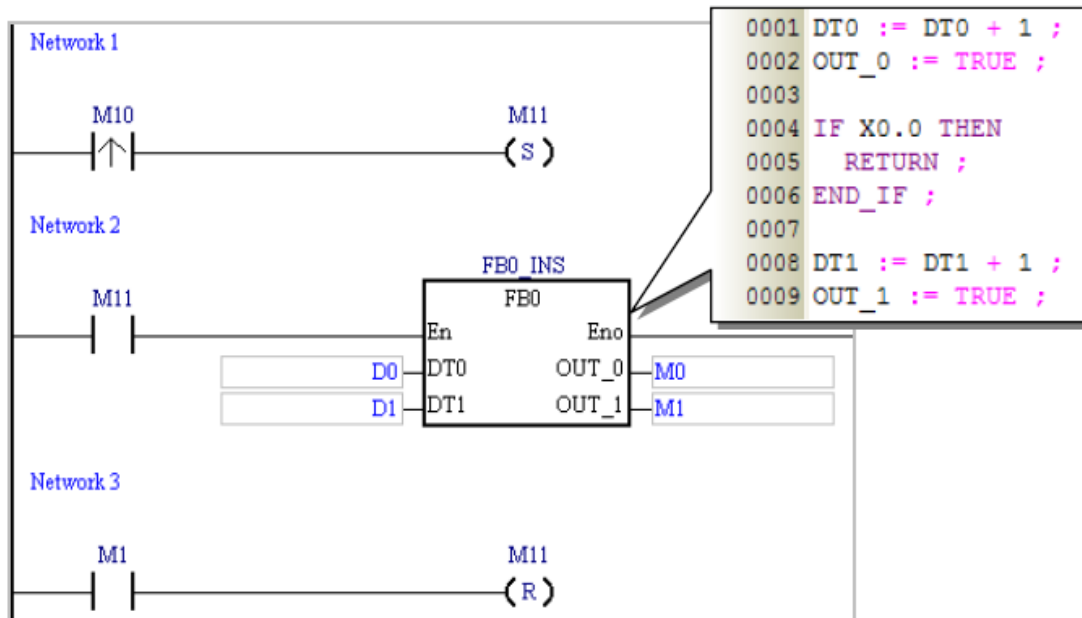 Network 1
M10
M11
( S )
Network 2
FB0_INS
M11
FB0
En
Eno
D0
DT0
OUT_0
M0
D1
DT1
OUT_1
M1
Network 3
M1
M11
( R )
0001 DT0 := DT0 + 1 ;
0002 OUT_0 := TRUE ;
0003
0004 IF X0.0 THEN
0005 RETURN ;
0006 END_IF ;
0007
0008 DT1 := DT1 + 1 ;
0009 OUT_1 := TRUE ;